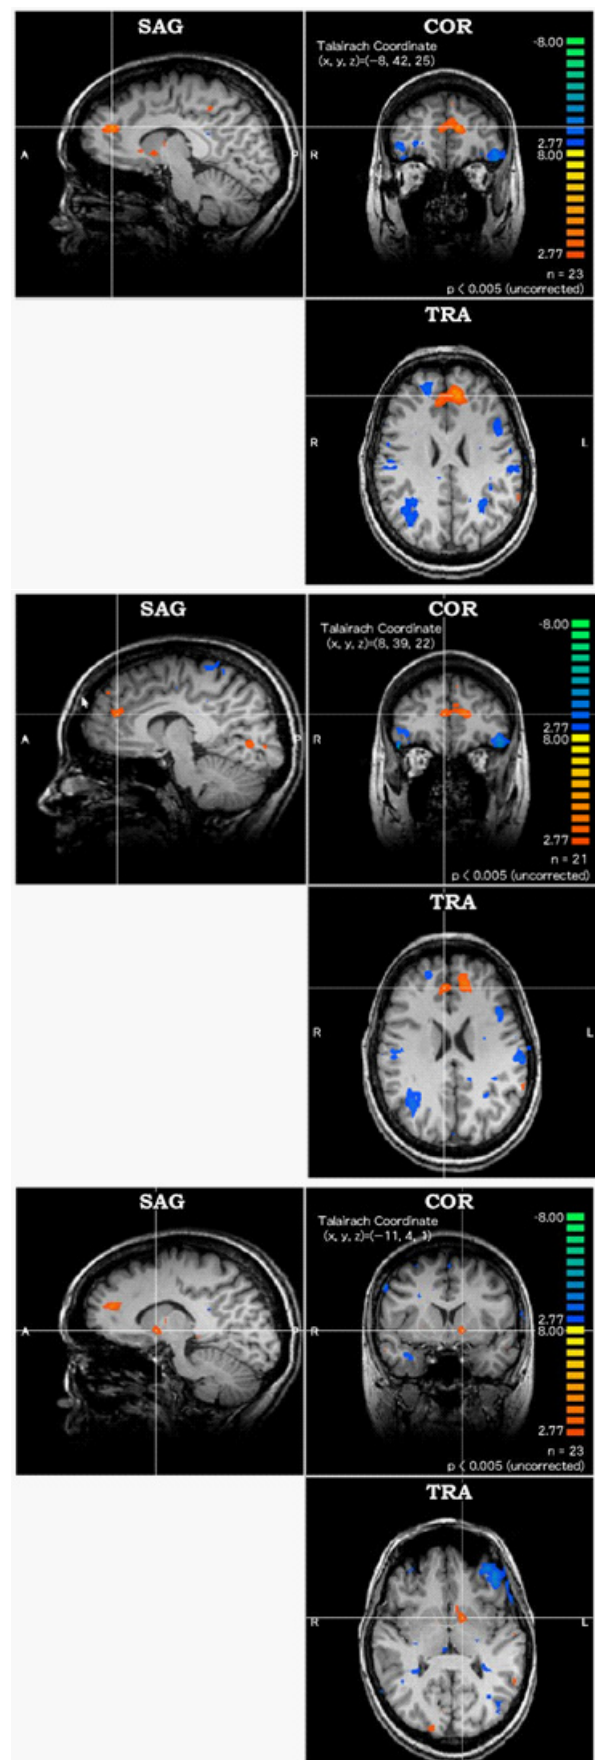 SAG
COR
Talairach Coordinate
(x, y, z)=(-8, 42, 25)
-8.00
A
P
R
2.77
8.00
2.77
n = 23
p < 0.005 (uncorrected)
TRA
R
L
SAG
COR
Talairach Coordinate
(x, y, z)=(8, 39, 22)
-8.00
A
P
R
2.77
8.00
2.77
n = 21
p < 0.005 (uncorrected)
TRA
R
L
SAG
COR
Talairach Coordinate
(x, y, z)=(-11, 4, 1)
-8.00
A
P
R
2.77
8.00
2.77
n = 23
p < 0.005 (uncorrected)
TRA
R
L